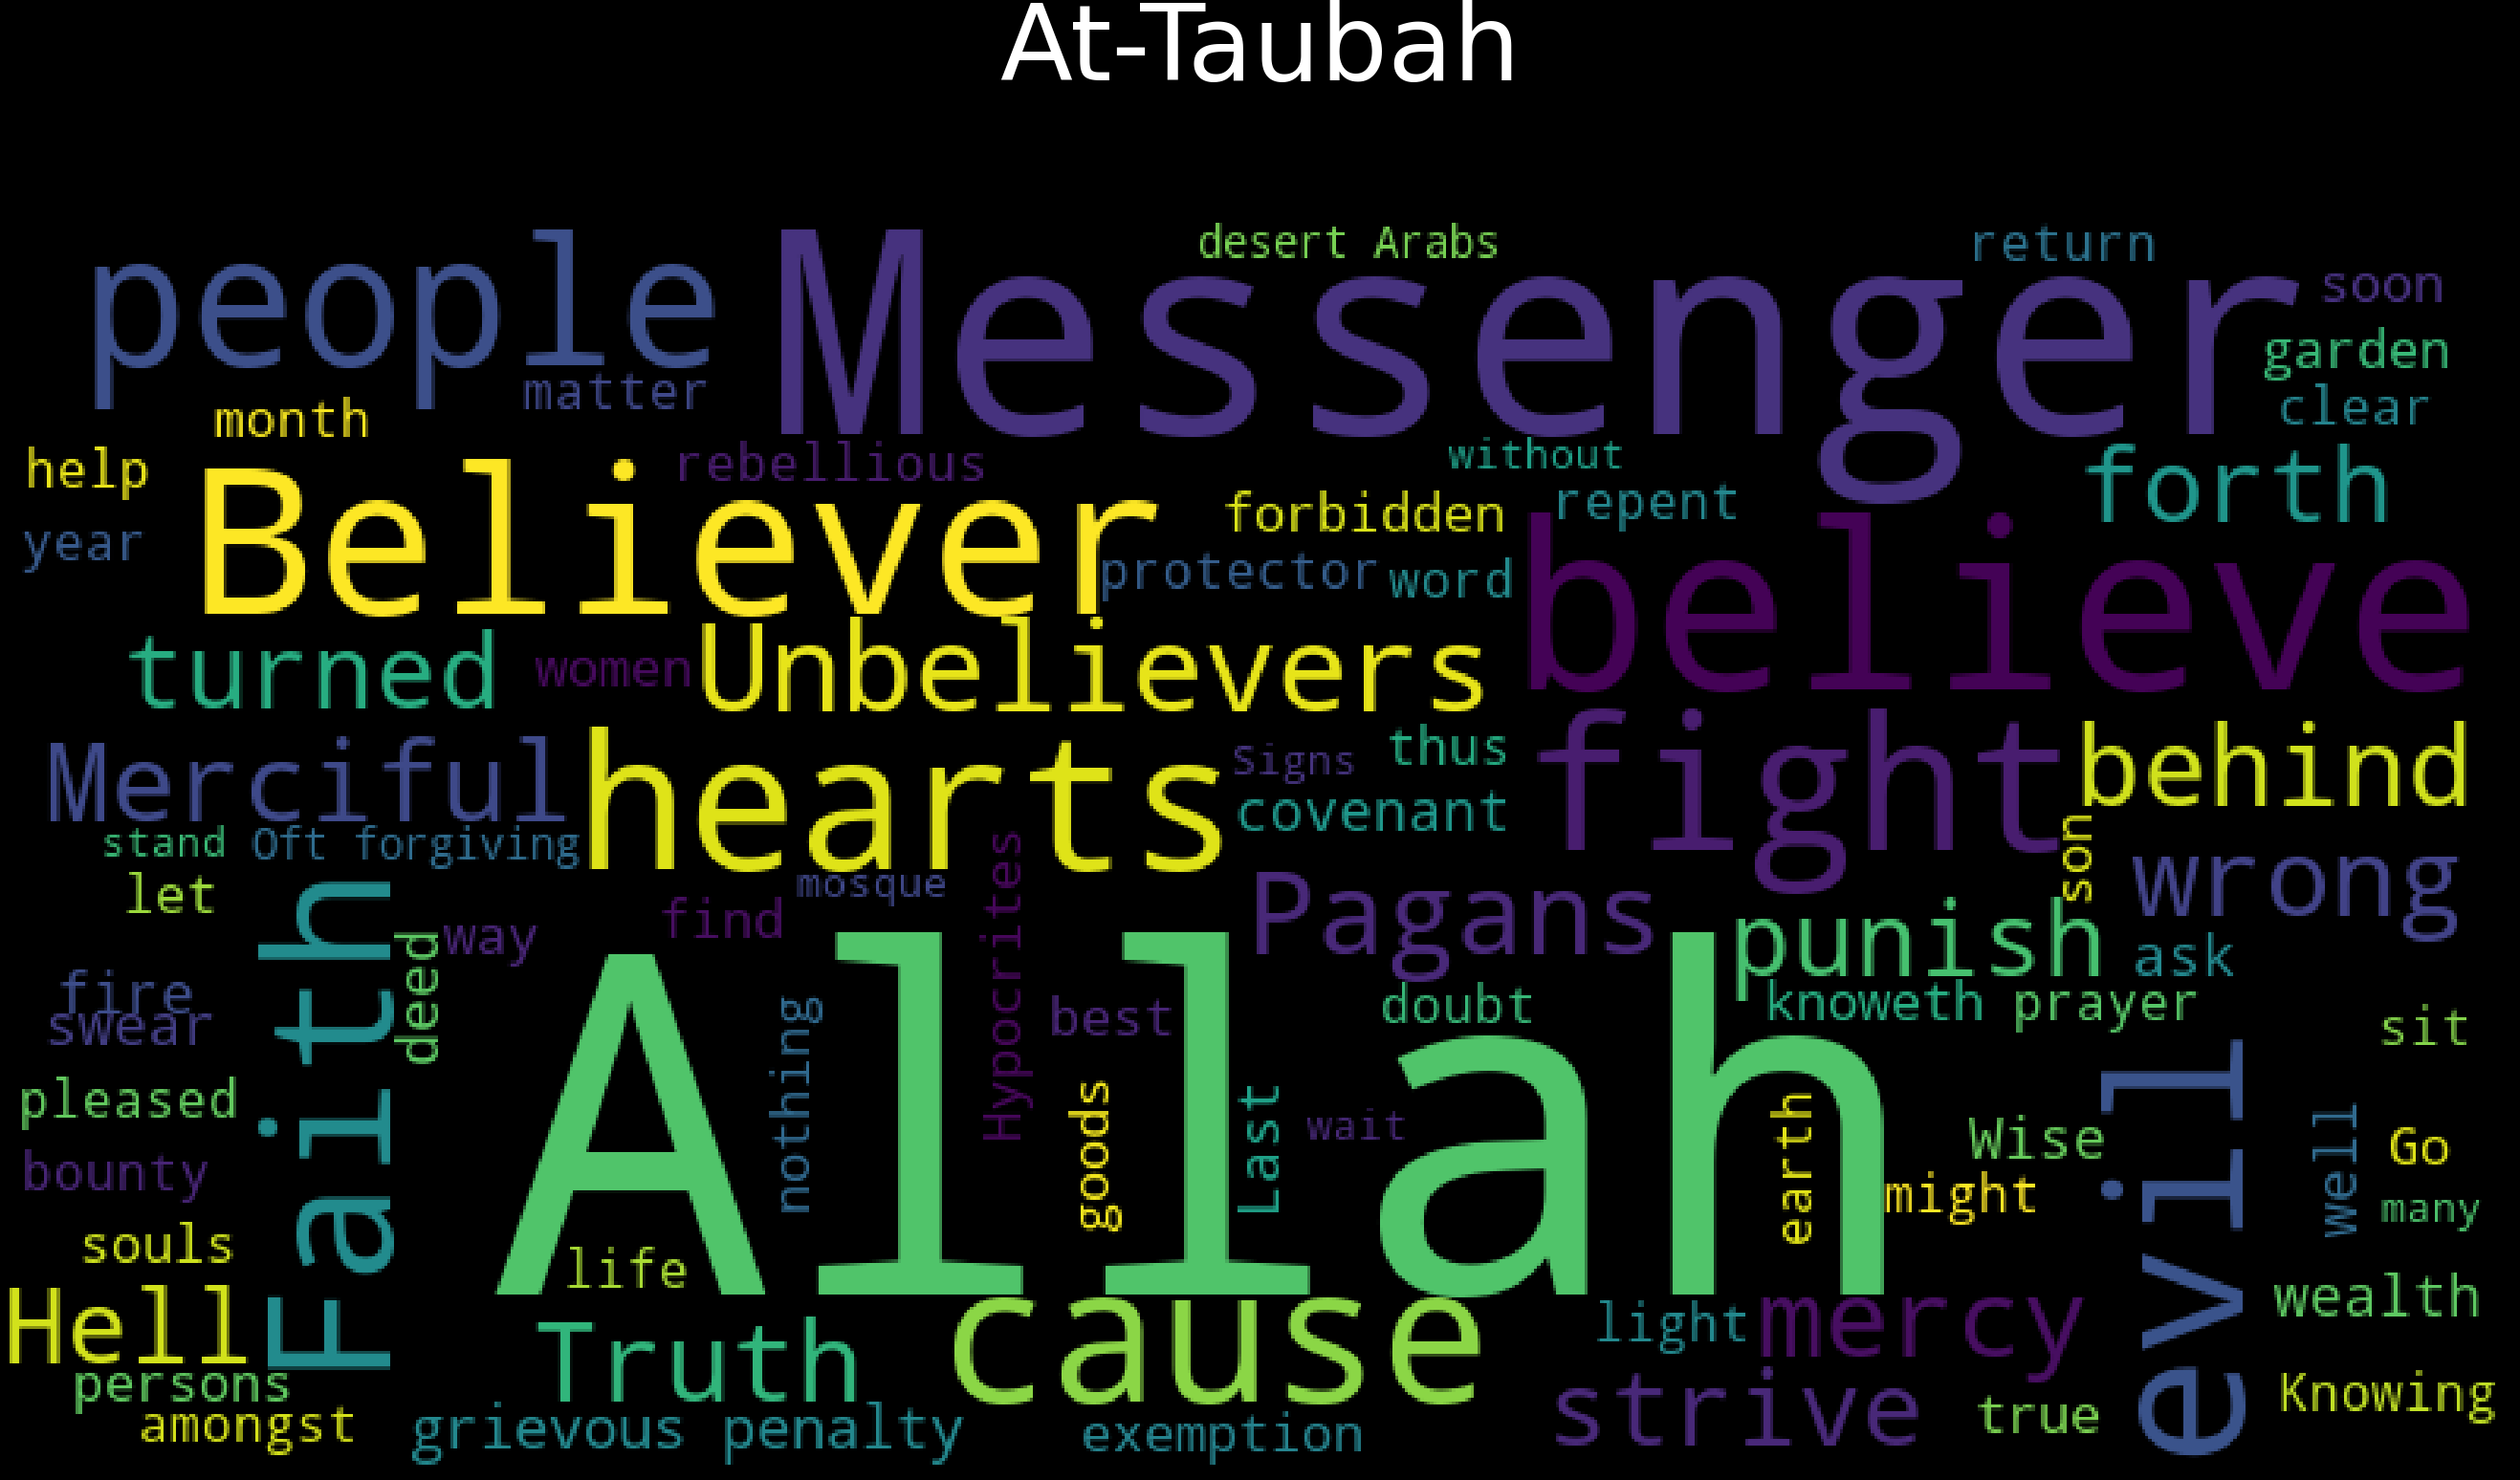 At-Taubah
desert Arabs
return
people
Messenger
soon
garden
matter
clear
month
help
rebellious
without
forth
Believer
forbidden
repent
year
protector
word
believe
turned
women
Unbelievers
Merciful
hearts
Signs
thus
fight
behind
covenant
stand
Oft forgiving
son
let
mosque
Hypocrites
Pagans
wrong
Faith
way
find
punish
ask
deed
fire
swear
nothing
best
doubt
knoweth
prayer
sit
Allah
pleased
goods
Last
wait
earth
Wise
evil
well
Go
bounty
might
many
souls
life
Hell
Truth
cause
light
mercy
wealth
persons
strive
true
Knowing
amongst
grievous penalty
exemption